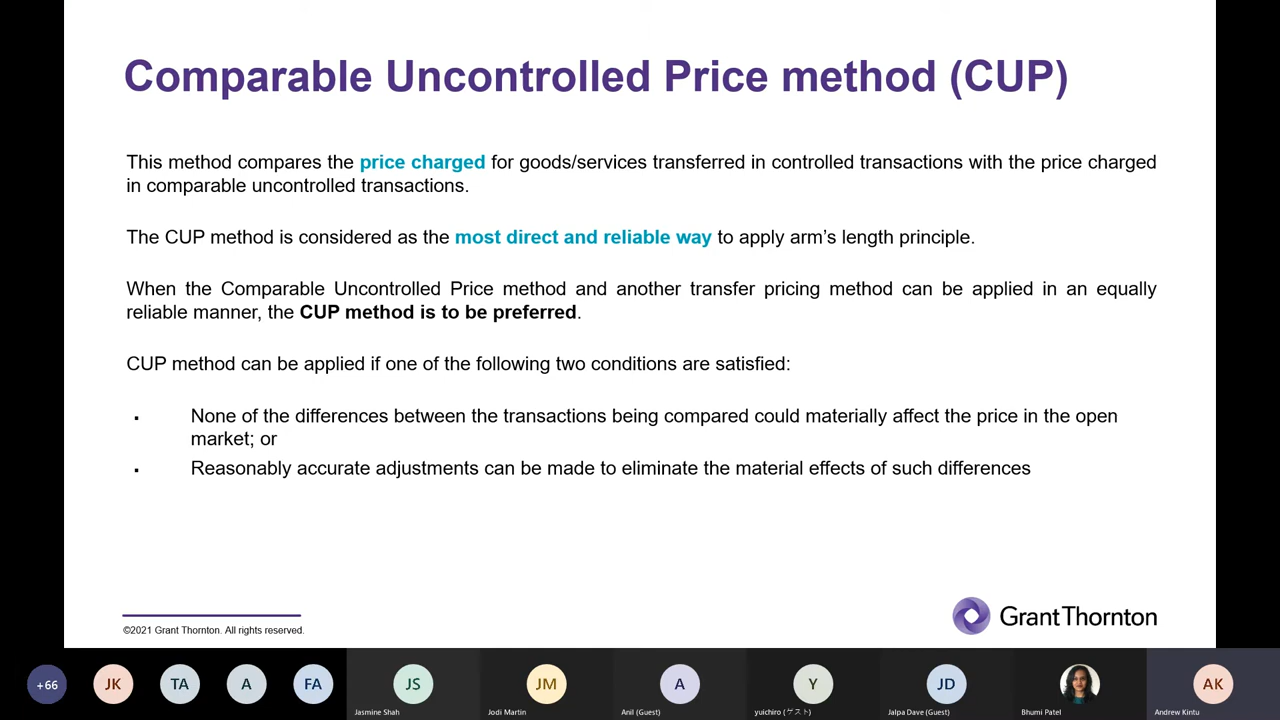 Comparable Uncontrolled Price method (CUP)
This method compares the price charged for goods/services transferred in controlled transactions with the price charged
in comparable uncontrolled transactions.
The CUP method is considered as the most direct and reliable way to apply arm's length principle.
When the Comparable Uncontrolled Price method and another transfer pricing method can be applied in an equally
reliable manner, the CUP method is to be preferred.
CUP method can be applied if one of the following two conditions are satisfied:
▪ None of the differences between the transactions being compared could materially affect the price in the open
market; or
▪ Reasonably accurate adjustments can be made to eliminate the material effects of such differences
©2021 Grant Thornton. All rights reserved.
GrantThornton
+66
JK
TA
A
FA
JS
Jasmine Shah
JM
Jodi Martin
A
Anil (Guest)
Y
yuichiro (ゲスト)
JD
Jalpa Dave (Guest)
Bhumi Patel
AK
Andrew Kintu